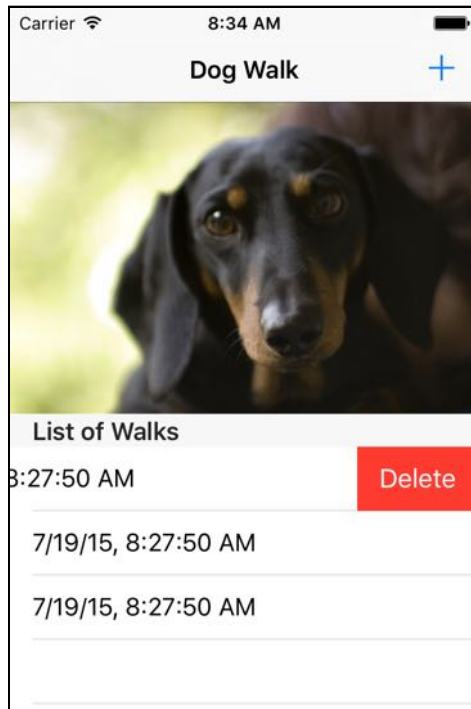 Carrier 8:34 AM
Dog Walk
List of Walks
8:27:50 AM Delete
7/19/15, 8:27:50 AM
7/19/15, 8:27:50 AM